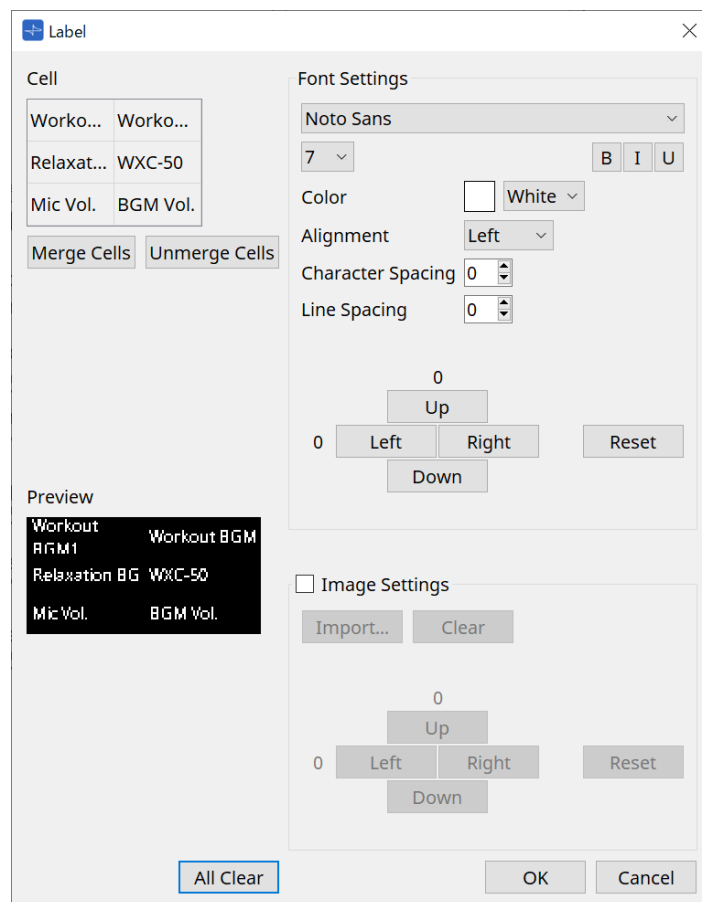 Label
Cell
Worko... Worko...
Relaxat... WXC-50
Mic Vol. BGM Vol.
Merge Cells Unmerge Cells
Preview
Workout
BGM1
Workout BGM
Relaxation BG WXC-50
Mic Vol. BGM Vol.
All Clear
Font Settings
Noto Sans
7 B I U
Color White
Alignment Left
Character Spacing 0
Line Spacing 0
0
Up
0 Left Right Reset
Down
Image Settings
Import... Clear
0
Up
0 Left Right Reset
Down
OK Cancel